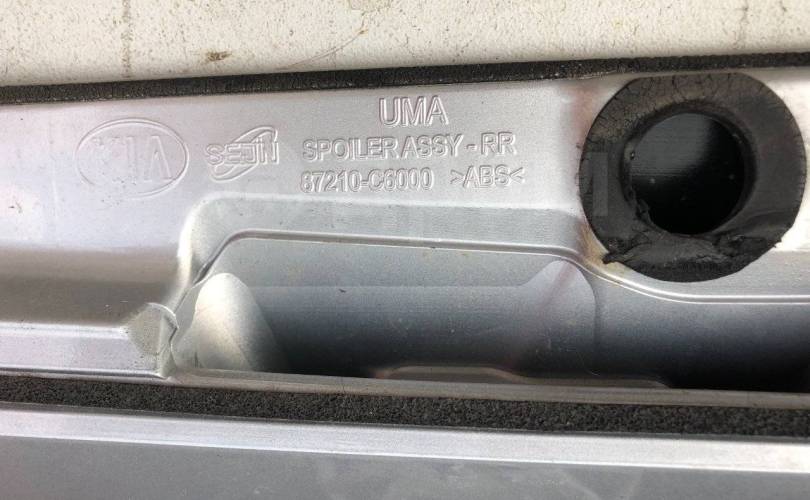 UMA
KIA SEJIN SPOILER ASSY-RR
87210-C6000 >ABS<